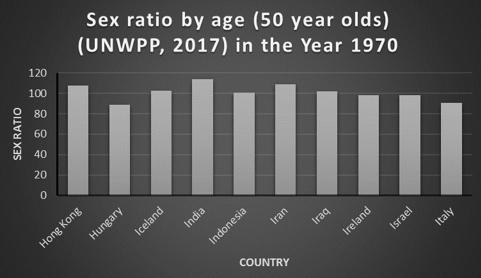 Sex ratio by age (50 year olds)
(UNWPP, 2017) in the Year 1970
120
100
80
60
40
20
0
SEX RATIO
Hong Kong
Hungary
Iceland
India
Indonesia
Iran
Iraq
Ireland
Israel
Italy
COUNTRY